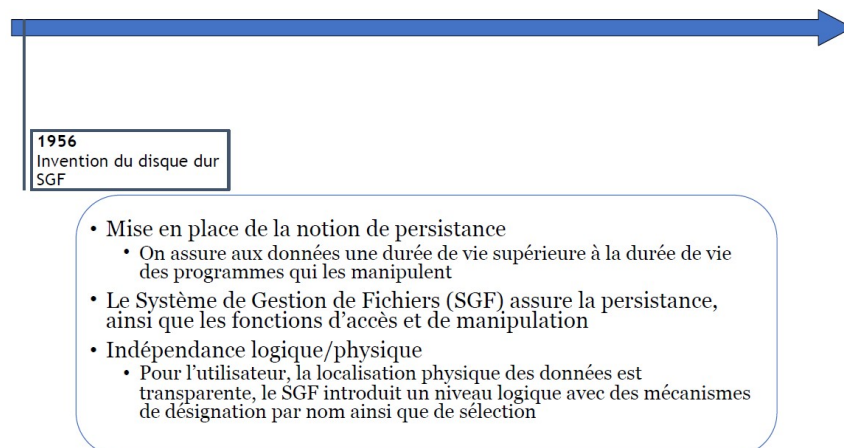 1956
Invention du disque dur
SGF
• Mise en place de la notion de persistance
• On assure aux données une durée de vie supérieure à la durée de vie
des programmes qui les manipulent
• Le Système de Gestion de Fichiers (SGF) assure la persistance,
ainsi que les fonctions d’accès et de manipulation
• Indépendance logique/physique
• Pour l’utilisateur, la localisation physique des données est
transparente, le SGF introduit un niveau logique avec des mécanismes
de désignation par nom ainsi que de sélection